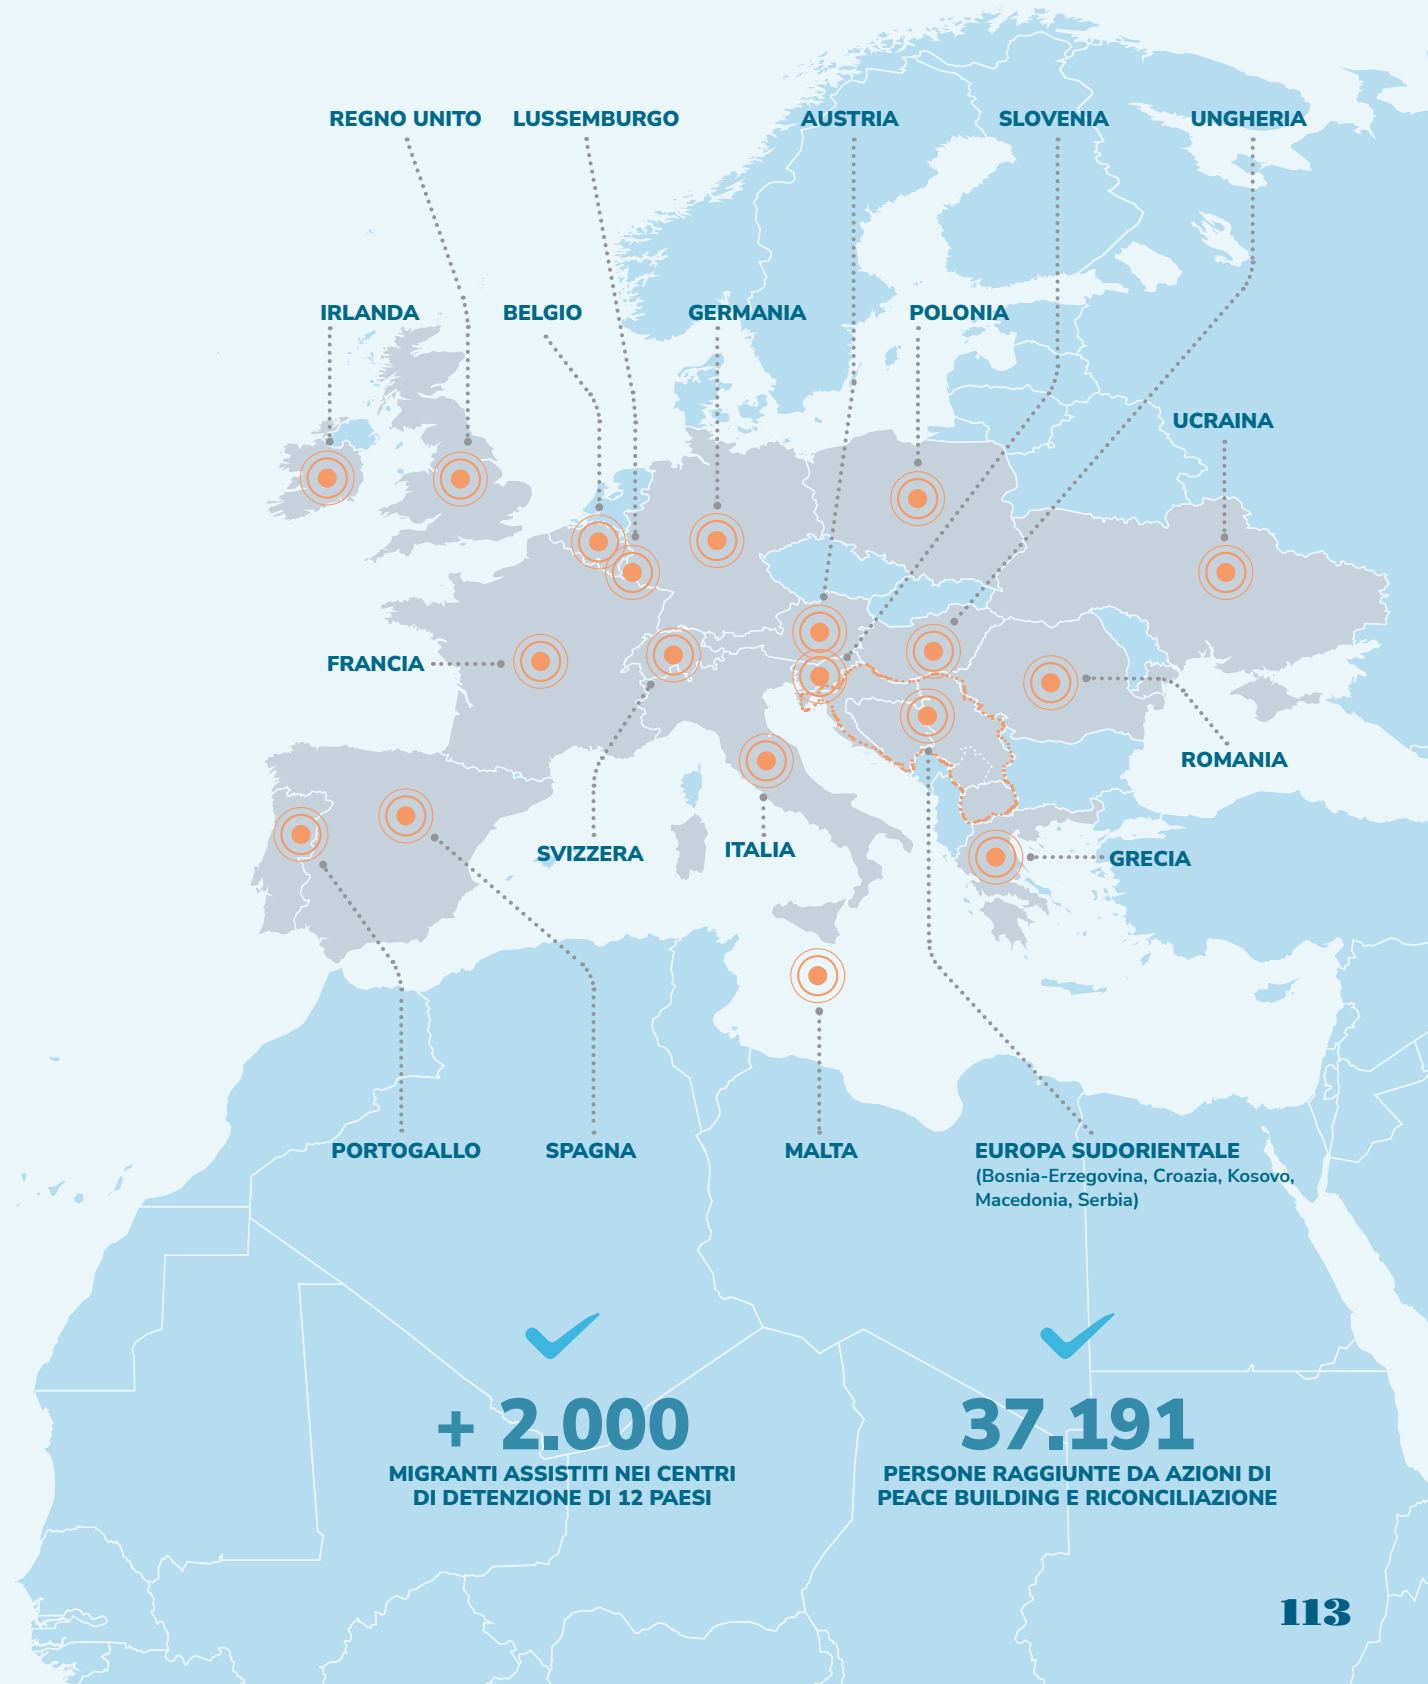 REGNO UNITO
LUSSEMBURGO
AUSTRIA
SLOVENIA
UNGHERIA
IRLANDA
BELGIO
GERMANIA
POLONIA
UCRAINA
FRANCIA
ROMANIA
SVIZZERA
ITALIA
GRECIA
PORTOGALLO
SPAGNA
MALTA
EUROPA SUDORIENTALE
(Bosnia-Erzegovina, Croazia, Kosovo,
Macedonia, Serbia)
+ 2.000
MIGRANTI ASSISTITI NEI CENTRI
DI DETENZIONE DI 12 PAESI
37.191
PERSONE RAGGIUNTE DA AZIONI DI
PEACE BUILDING E RICONCILIAZIONE
113